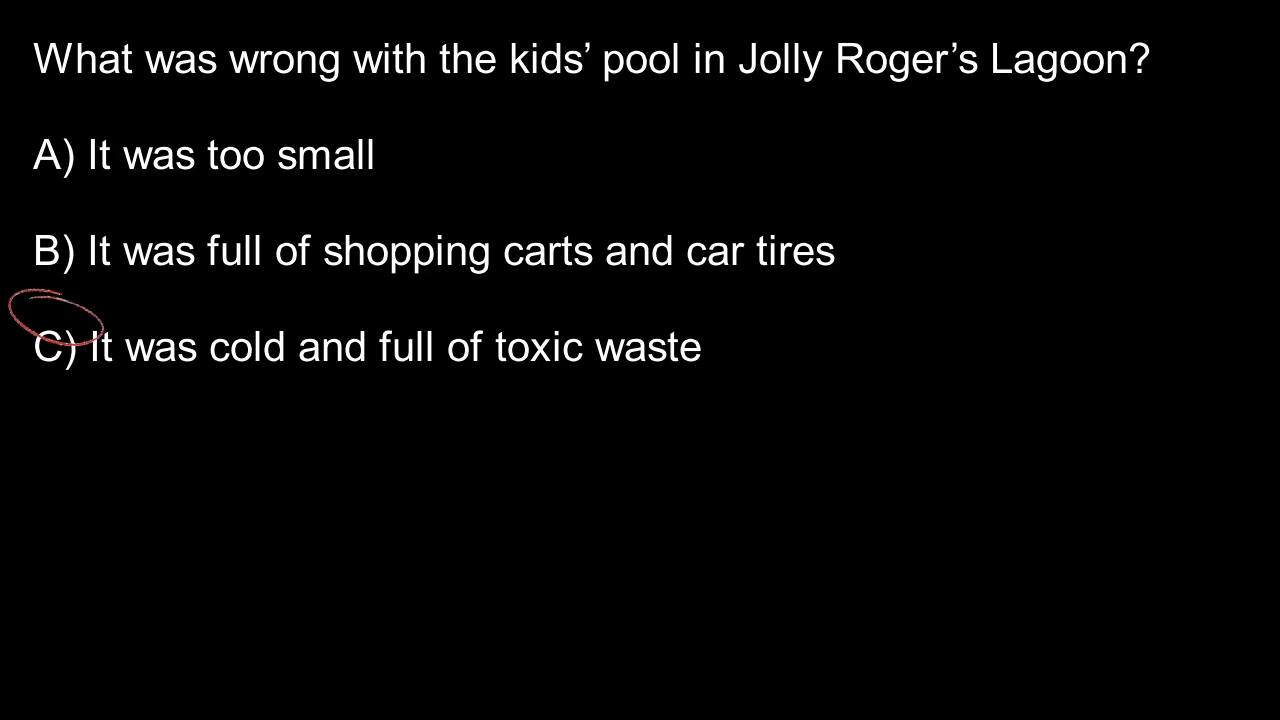 What was wrong with the kids’ pool in Jolly Roger’s Lagoon?
A) It was too small
B) It was full of shopping carts and car tires
C) It was cold and full of toxic waste